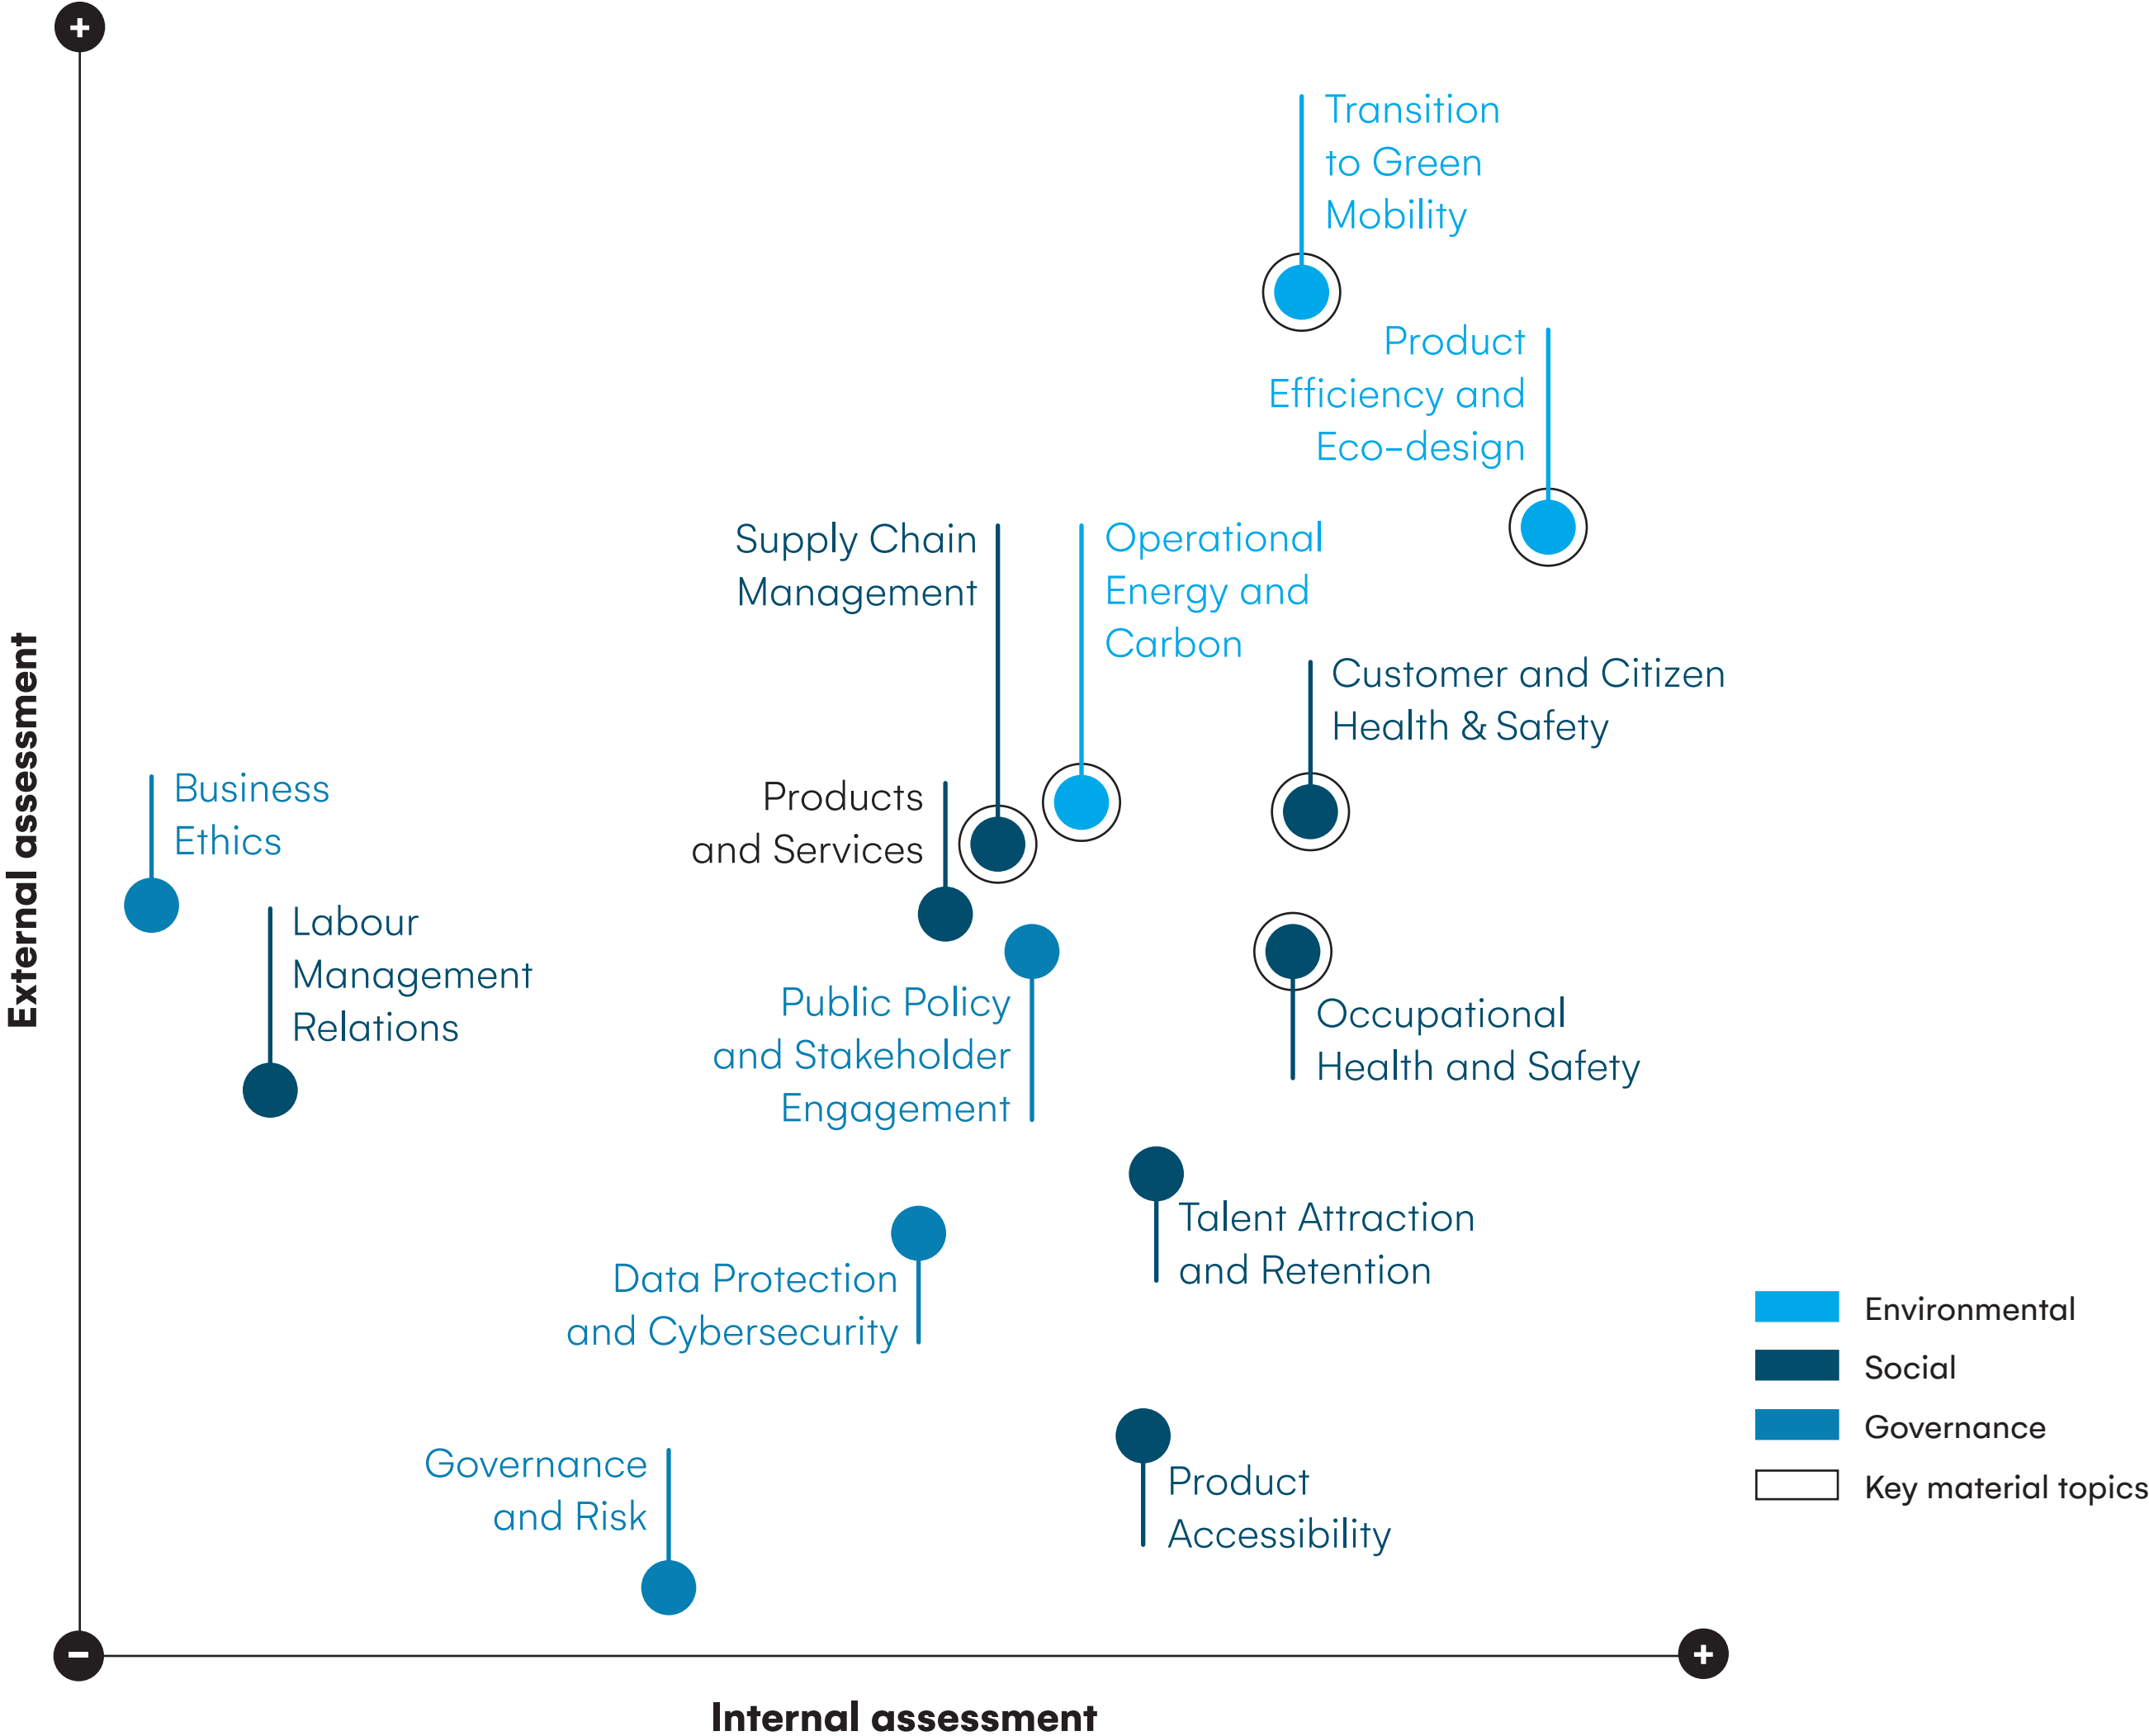 +
Transition
to Green
Mobility
Product
Efficiency and
Eco-design
Supply Chain
Management
Operational
Energy and
Carbon
Customer and Citizen
Health & Safety
Business
Ethics
Products
and Services
Labour
Management
Relations
Public Policy
and Stakeholder
Engagement
Occupational
Health and Safety
Talent Attraction
and Retention
Data Protection
and Cybersecurity
Governance
and Risk
Product
Accessibility
External assessment
Environmental
Social
Governance
Key material topics
−
+
Internal assessment